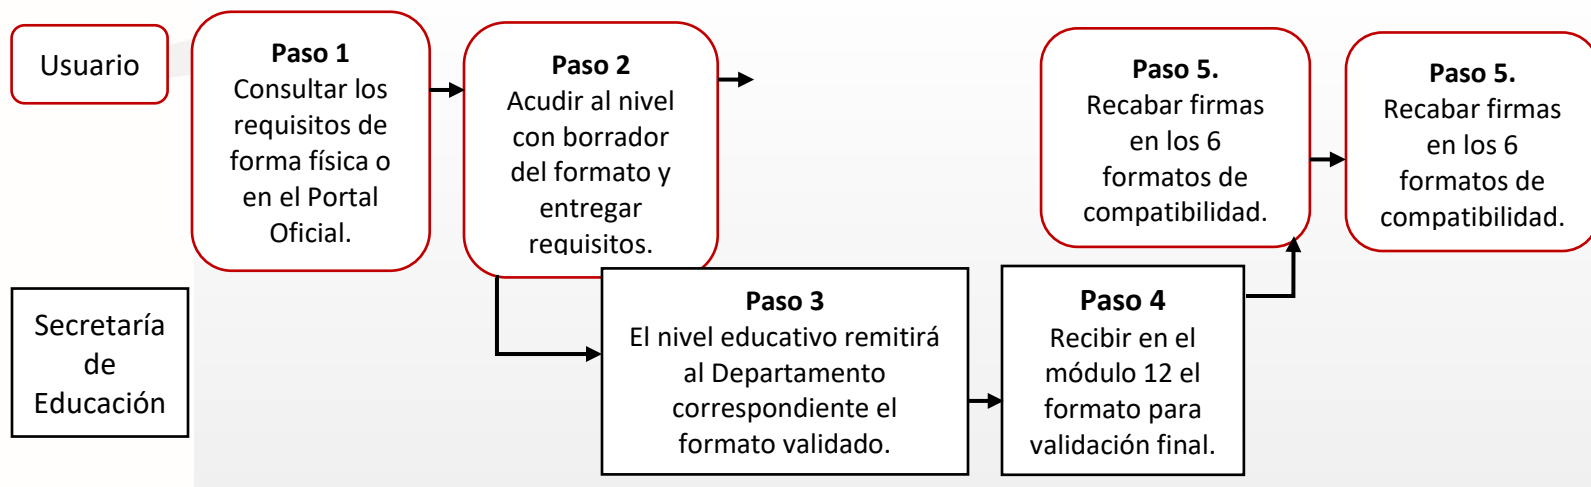 Usuario
Paso 1
Consultar los
requisitos de
forma física o
en el Portal
Oficial.
Paso 2
Acudir al nivel
con borrador
del formato y
entregar
requisitos.
Paso 5.
Recabar firmas
en los 6
formatos de
compatibilidad.
Paso 5.
Recabar firmas
en los 6
formatos de
compatibilidad.
Secretaría
de
Educación
Paso 3
El nivel educativo remitirá
al Departamento
correspondiente el
formato validado.
Paso 4
Recibir en el
módulo 12 el
formato para
validación final.